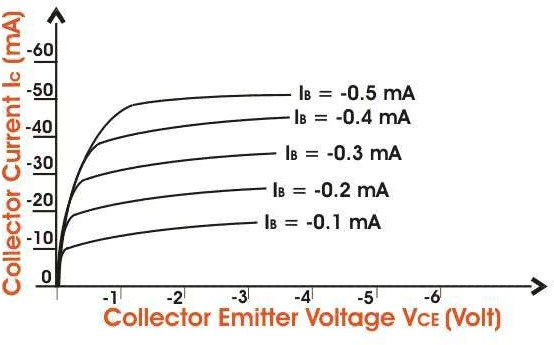 Collector Current Ic (mA)
-60
-50
-40
-30
-20
-10
0
IB = -0.5 mA
IB = -0.4 mA
IB = -0.3 mA
IB = -0.2 mA
IB = -0.1 mA
-1 -2 -3 -4 -5 -6
Collector Emitter Voltage VCE (Volt)